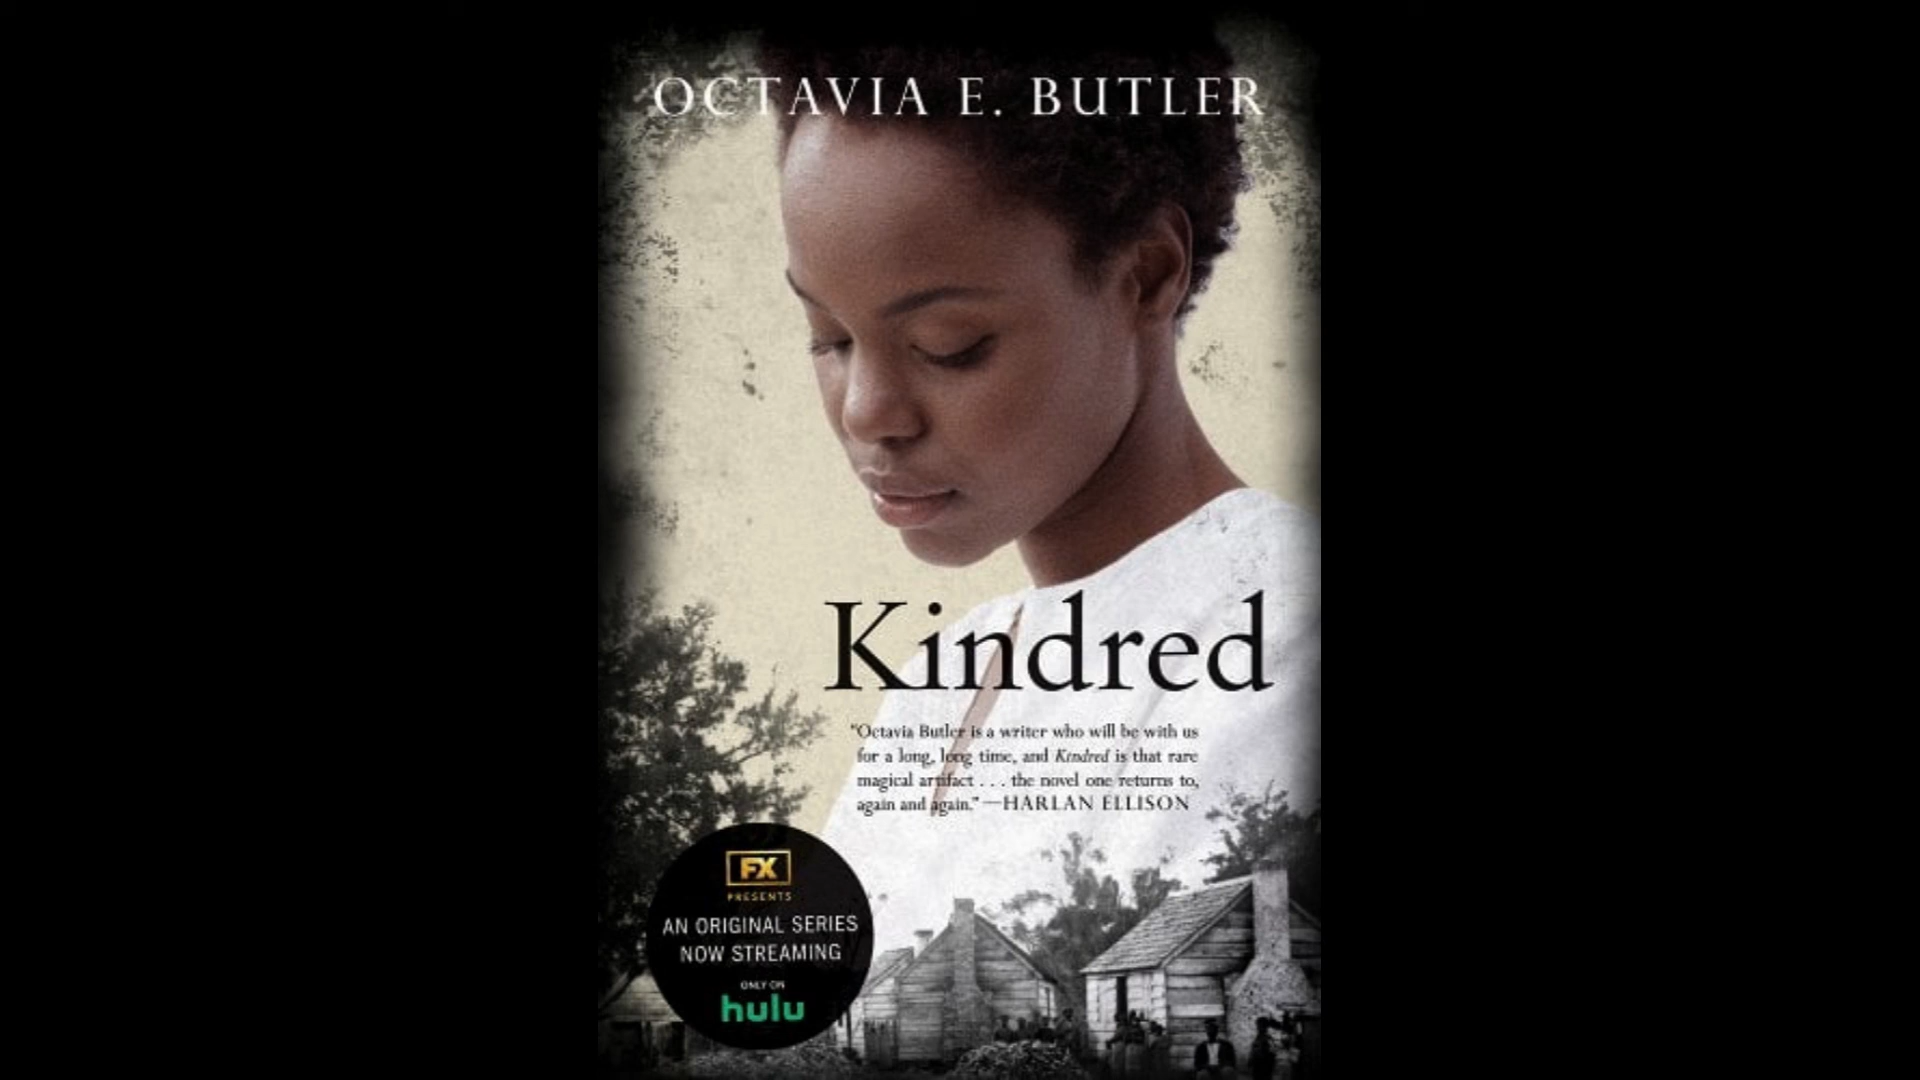 OCTAVIA E. BUTLER
Kindred
"Octavia Butler is a writer who will be with us
for a long, long time, and Kindred is that rare
magical artifact . . . the novel one returns to,
again and again." —HARLAN ELLISON
FX
PRESENTS
AN ORIGINAL SERIES
NOW STREAMING
ONLY ON
hulu